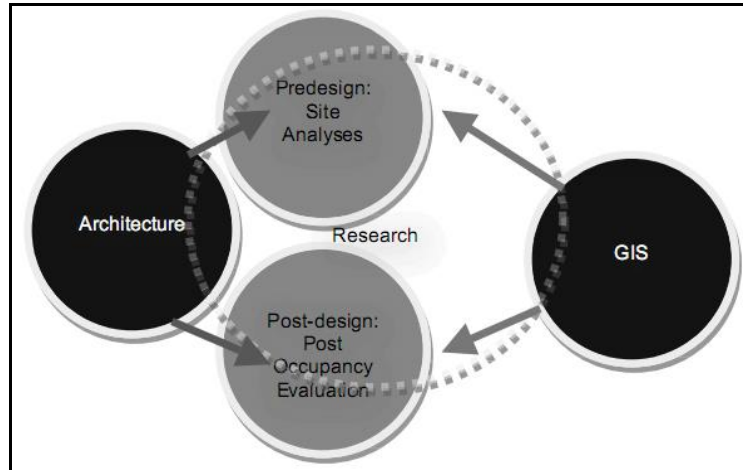 Predesign:
Site
Analyses
Architecture
Research
GIS
Post-design:
Post
Occupancy
Evaluation